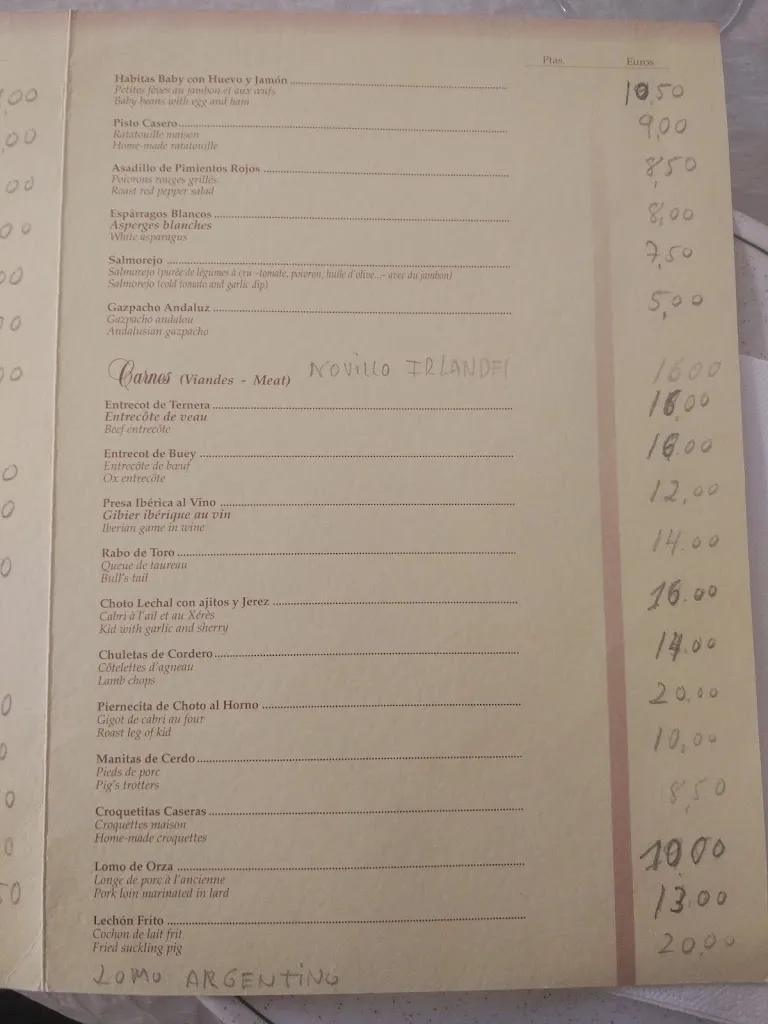 Ptas. Euros
Habitas Baby con Huevo y Jamón 10,50
Petites fèves au jambon et aux œufs
Baby beans with egg and ham
Pisto Casero 9,00
Ratatouille maison
Home-made ratatouille
Asadillo de Pimientos Rojos 8,50
Poivrons rouges grillés
Roast red pepper salad
Espárragos Blancos 8,00
Asperges blanches
White asparagus
Salmorejo 7,50
Salmorejo (purée de légumes à cru -tomate, poivron, huile d'olive...- avec du jambon)
Salmorejo (cold tomato and garlic dip)
Gazpacho Andaluz 5,00
Gazpacho andalou
Andalusian gazpacho
Carnes (Viandes - Meat) NOVILLO IRLANDEI 1600
Entrecot de Ternera 16,00
Entrecôte de veau
Beef entrecôte
Entrecot de Buey 16.00
Entrecôte de bœuf
Ox entrecôte
Presa Ibérica al Vino 12,00
Gibier ibérique au vin
Iberian game in wine
Rabo de Toro 14.00
Queue de taureau
Bull's tail
Choto Lechal con ajitos y Jerez 16.00
Cabri à l'ail et au Xérès
Kid with garlic and sherry
Chuletas de Cordero 14.00
Côtelettes d'agneau
Lamb chops
Piernecita de Choto al Horno 20,00
Gigot de cabri au four
Roast leg of kid
Manitas de Cerdo 10,00
Pieds de porc
Pig's trotters
Croquetitas Caseras 8,50
Croquettes maison
Home-made croquettes
Lomo de Orza 10 00
Longe de porc à l'ancienne
Pork loin marinated in lard
Lechón Frito 13.00
Cochon de lait frit
Fried suckling pig
LOMO ARGENTINO 20,00